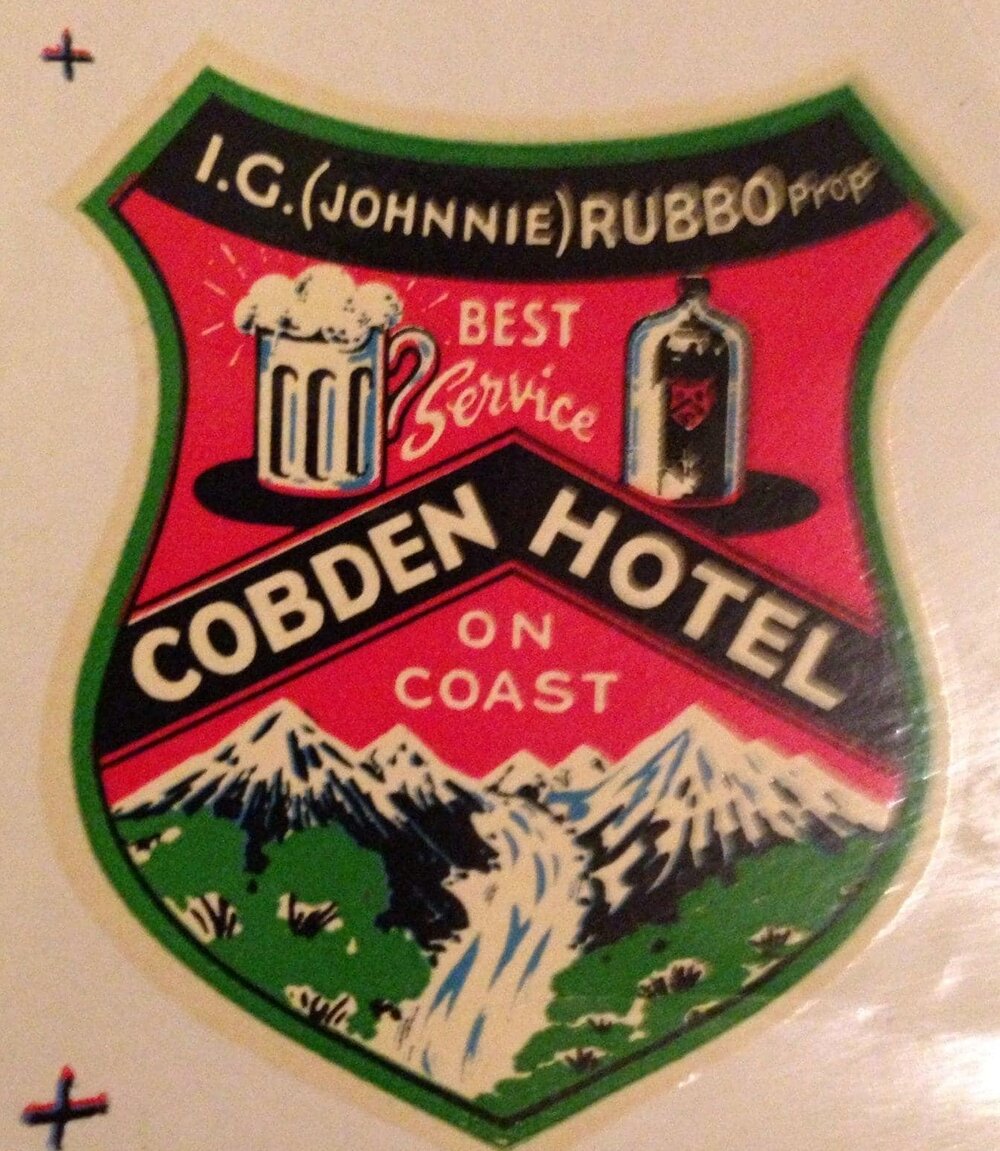 I.G.(JOHNNIE) RUBBO Prop.
BEST
Service
COBDEN HOTEL
ON
COAST